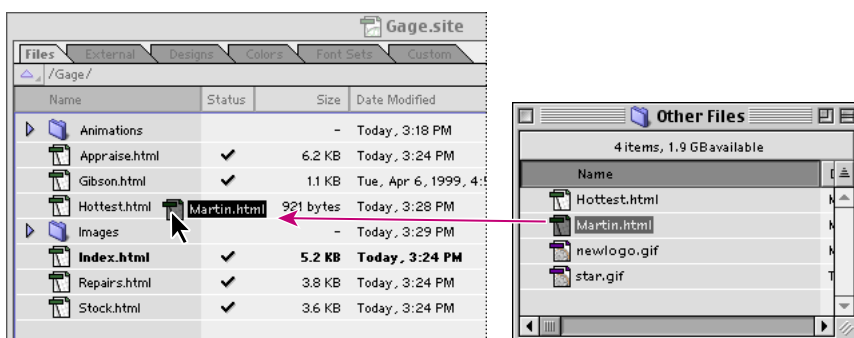 Gage.site
Files External Designs Colors Font Sets Custom
/Gage/
Name Status Size Date Modified
Animations – Today, 3:18 PM
Appraise.html 6.2 KB Today, 3:24 PM
Gibson.html 1.1 KB Tue, Apr 6, 1999, 4:5
Hottest.html Martin.html 921 bytes Today, 3:28 PM
Images – Today, 3:29 PM
Index.html 5.2 KB Today, 3:24 PM
Repairs.html 3.8 KB Today, 3:24 PM
Stock.html 3.6 KB Today, 3:24 PM
Other Files
4 items, 1.9 GB available
Name
Hottest.html
Martin.html
newlogo.gif
star.gif